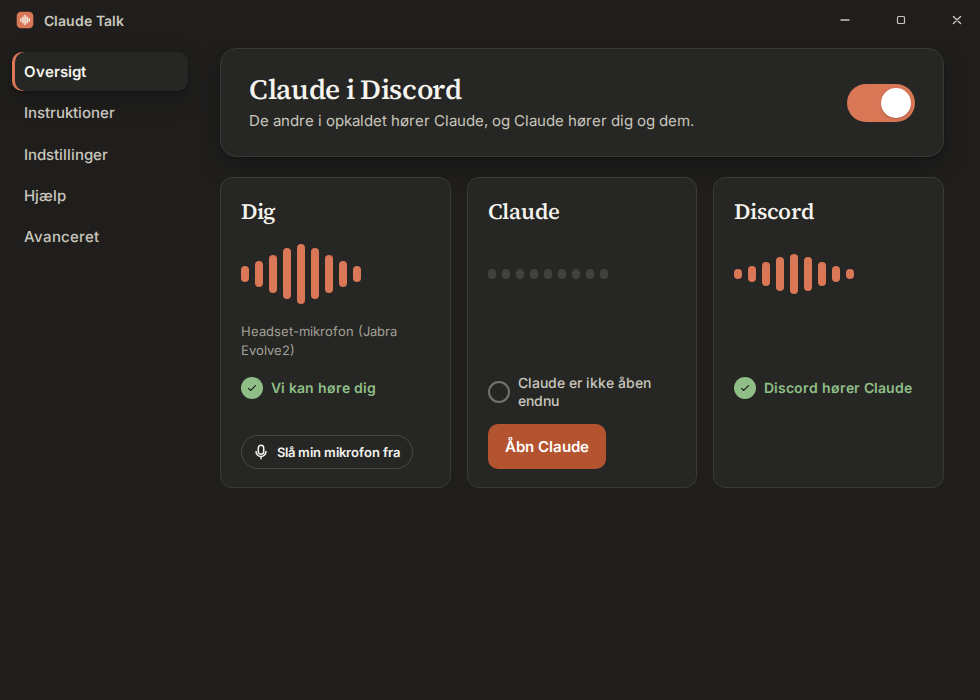 Claude Talk
Oversigt
Instruktioner
Indstillinger
Hjælp
Avanceret
Claude i Discord
De andre i opkaldet hører Claude, og Claude hører dig og dem.
Dig
Headset-mikrofon (Jabra
Evolve2)
Vi kan høre dig
Slå min mikrofon fra
Claude
Claude er ikke åben
endnu
Åbn Claude
Discord
Discord hører Claude